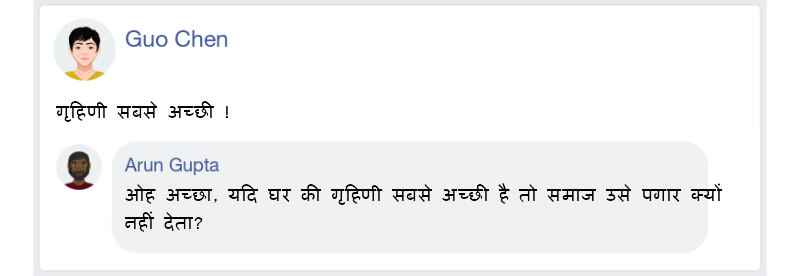 Guo Chen
गृहिणी सबसे अच्छी !
Arun Gupta
ओह अच्छा, यदि घर की गृहिणी सबसे अच्छी है तो समाज उसे पगार क्यों
नहीं देता?